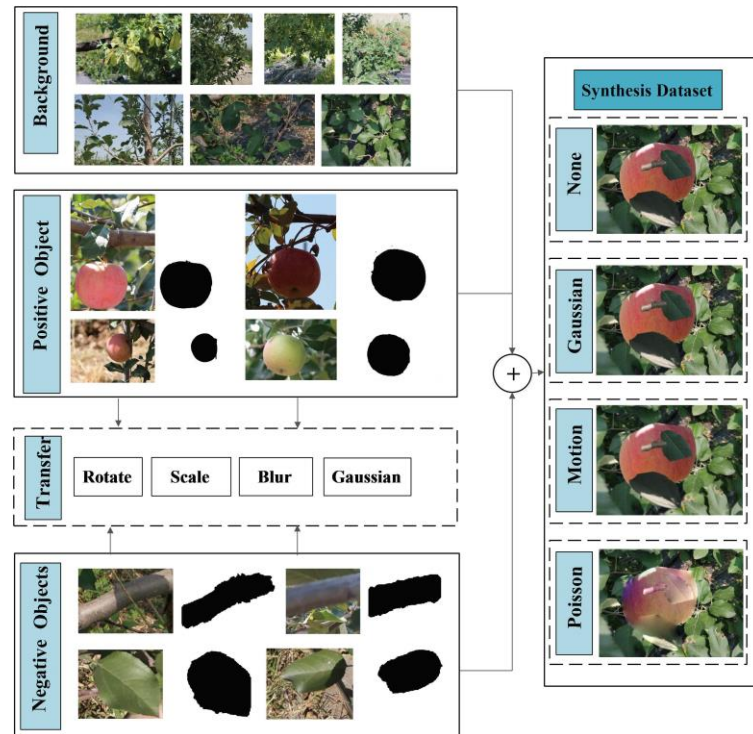 Background
Positive Object
Transfer
Rotate
Scale
Blur
Gaussian
Negative Objects
+
Synthesis Dataset
None
Gaussian
Motion
Poisson